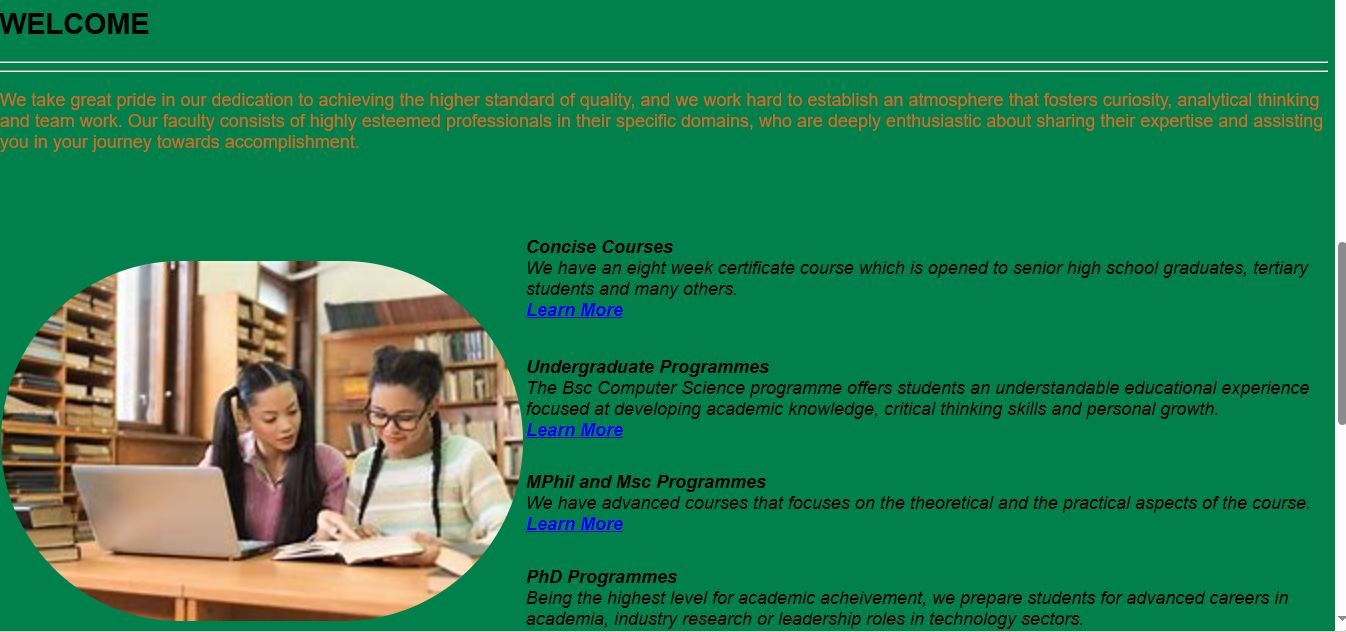 WELCOME
We take great pride in our dedication to achieving the higher standard of quality, and we work hard to establish an atmosphere that fosters curiosity, analytical thinking
and team work. Our faculty consists of highly esteemed professionals in their specific domains, who are deeply enthusiastic about sharing their expertise and assisting
you in your journey towards accomplishment.
Concise Courses
We have an eight week certificate course which is opened to senior high school graduates, tertiary
students and many others.
Learn More
Undergraduate Programmes
The Bsc Computer Science programme offers students an understandable educational experience
focused at developing academic knowledge, critical thinking skills and personal growth.
Learn More
MPhil and Msc Programmes
We have advanced courses that focuses on the theoretical and the practical aspects of the course.
Learn More
PhD Programmes
Being the highest level for academic acheivement, we prepare students for advanced careers in
academia, industry research or leadership roles in technology sectors.